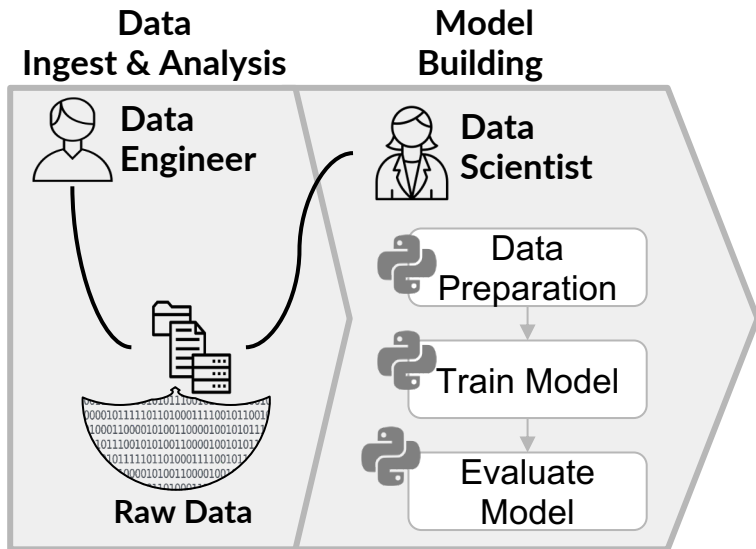 Data
Ingest & Analysis
Model
Building
Data
Engineer
Data
Scientist
Data
Preparation
Train Model
Evaluate
Model
Raw Data